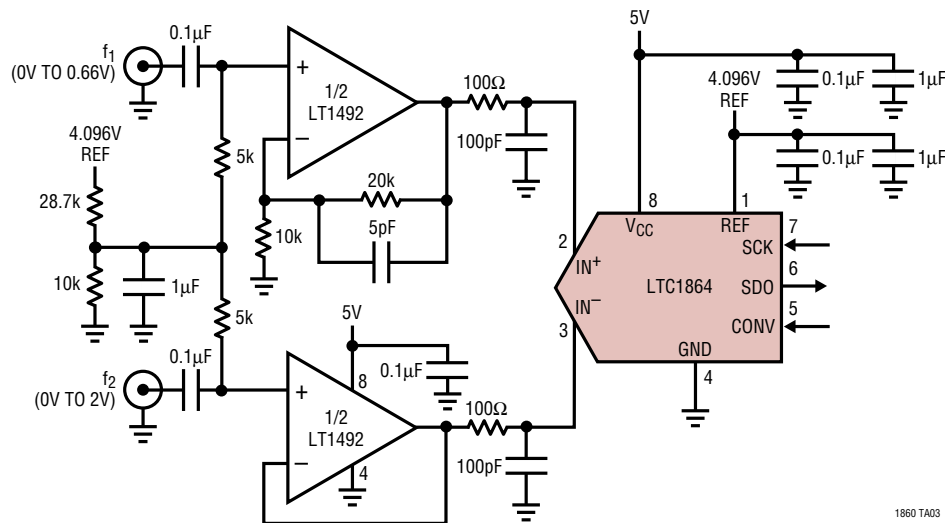 f1
(0V TO 0.66V)
0.1µF
4.096V
REF
28.7k
10k
1µF
5k
5k
+
1/2
LT1492
−
10k
20k
5pF
100Ω
100pF
f2
(0V TO 2V)
0.1µF
+
1/2
LT1492
−
5V
8
4
0.1µF
100Ω
100pF
5V
0.1µF
1µF
4.096V
REF
0.1µF
1µF
8
1
VCC
REF
2
IN+
IN−
3
LTC1864
7
SCK
6
SDO
5
CONV
GND
4
1860 TA03